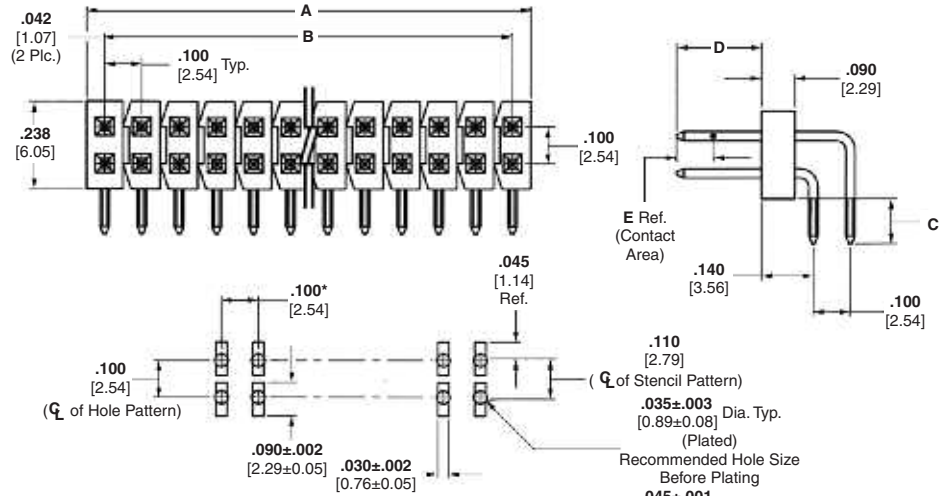 A
.042
[1.07]
(2 Plc.)
B
.100
[2.54] Typ.
.238
[6.05]
.100
[2.54]
D
.090
[2.29]
E Ref.
(Contact
Area)
C
.140
[3.56]
.100
[2.54]
.045
[1.14]
Ref.
.100*
[2.54]
.100
[2.54]
(℄ of Hole Pattern)
.110
[2.79]
(℄ of Stencil Pattern)
.035±.003
[0.89±0.08] Dia. Typ.
(Plated)
Recommended Hole Size
Before Plating
.045±.001
.090±.002
[2.29±0.05]
.030±.002
[0.76±0.05]